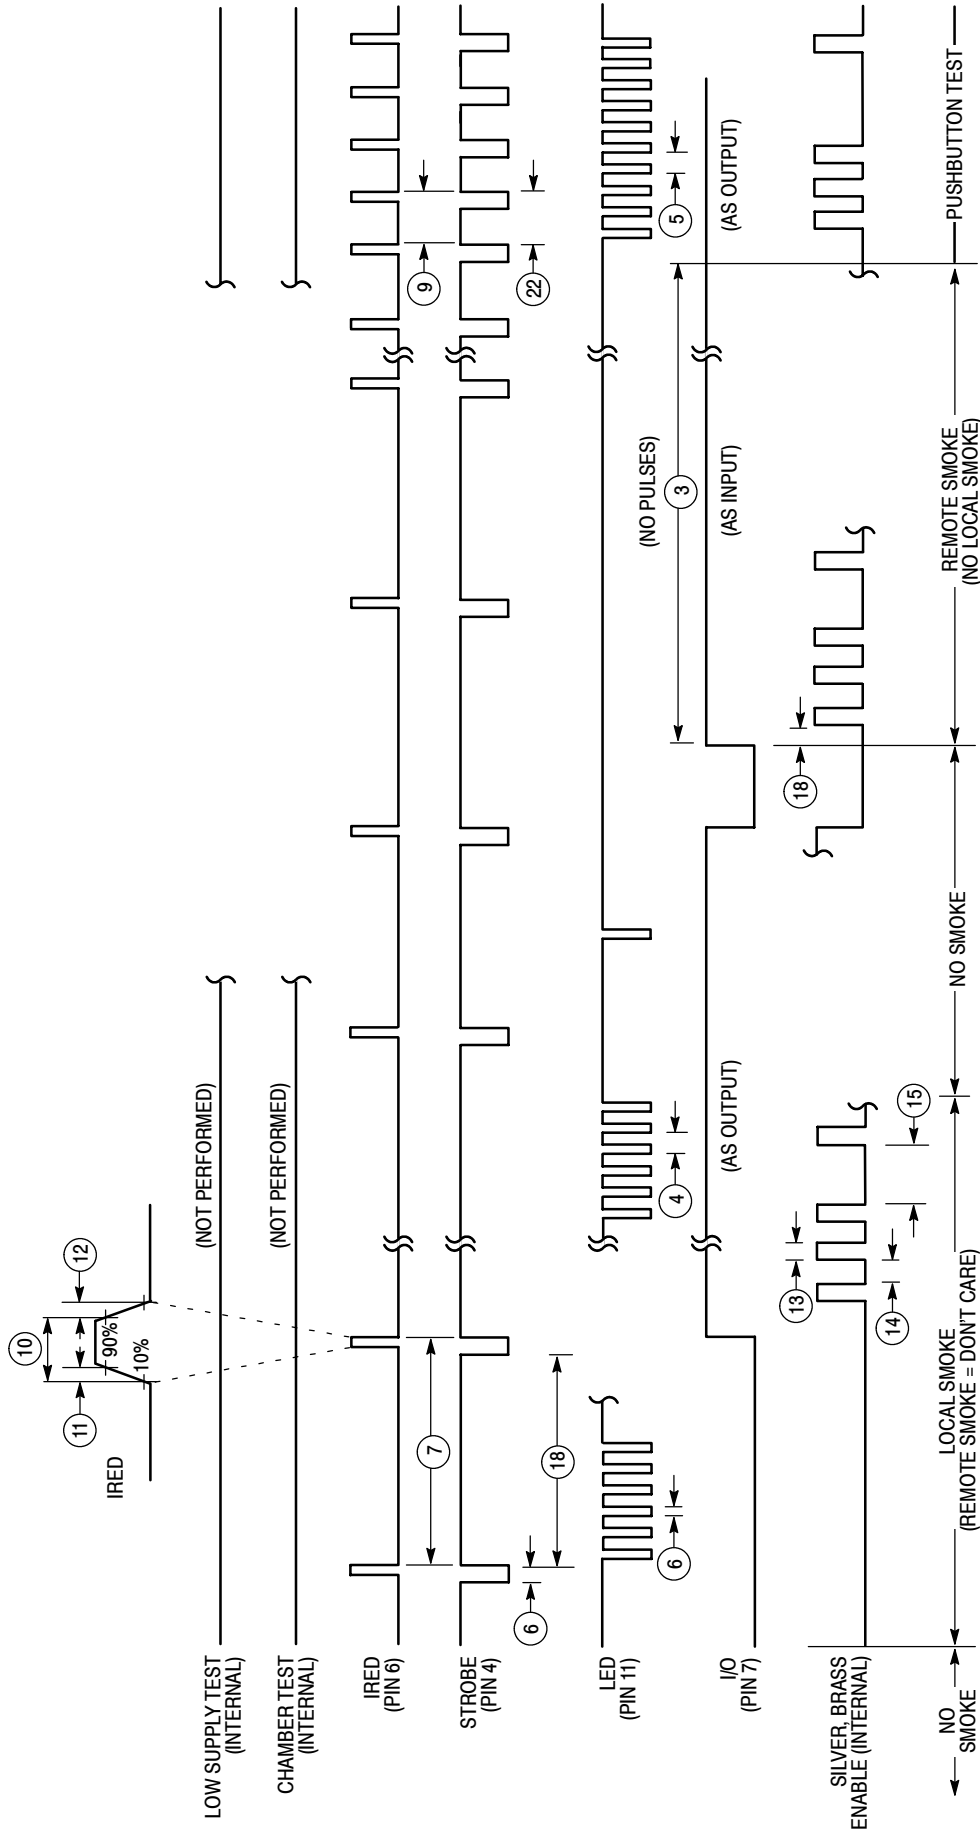 IRED
10
11
12
90%
10%
LOW SUPPLY TEST
(INTERNAL)
(NOT PERFORMED)
CHAMBER TEST
(INTERNAL)
(NOT PERFORMED)
IRED
(PIN 6)
7
9
STROBE
(PIN 4)
6
18
22
LED
(PIN 11)
6
4
(NO PULSES)
5
I/O
(PIN 7)
(AS OUTPUT)
3
(AS INPUT)
(AS OUTPUT)
SILVER, BRASS
ENABLE (INTERNAL)
13
14
15
18
NO
SMOKE
LOCAL SMOKE
(REMOTE SMOKE = DON'T CARE)
NO SMOKE
REMOTE SMOKE
(NO LOCAL SMOKE)
PUSHBUTTON TEST